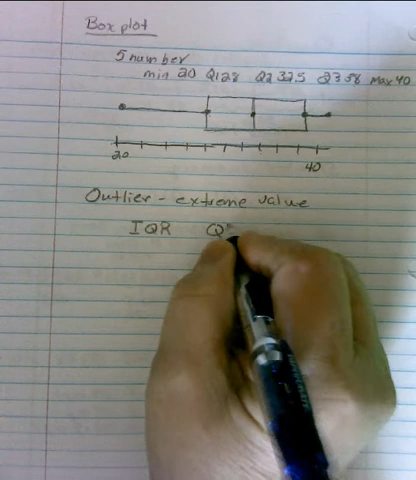 Box plot
5 number
min 20 Q1 28 Q2 32.5 Q3 38 max 40
20 40
Outlier - extreme value
IQR Q